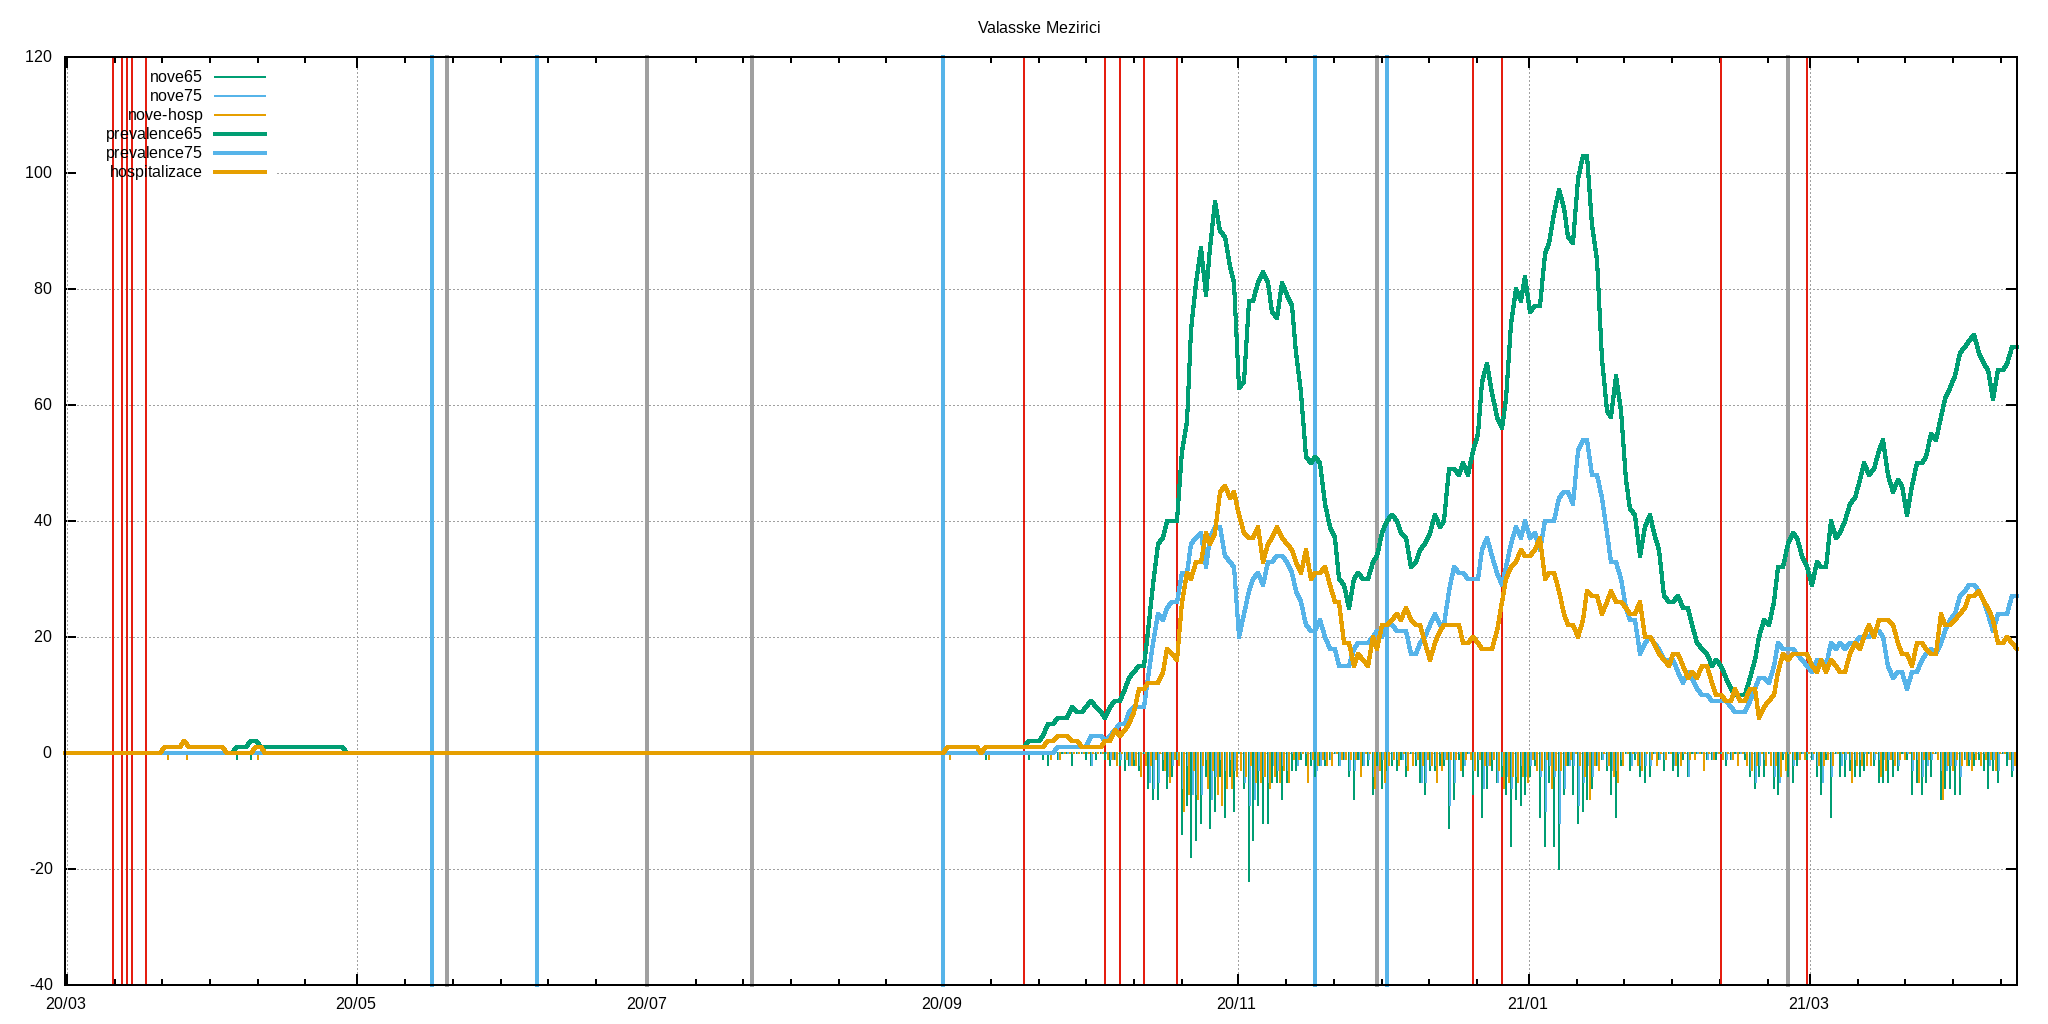 Valasske Mezirici
120
100
80
60
40
20
0
-20
-40
nove65
nove75
nove-hosp
prevalence65
prevalence75
hospitalizace
20/03
20/05
20/07
20/09
20/11
21/01
21/03